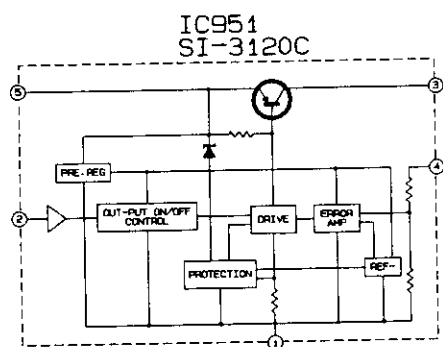 IC951
SI-3120C
5
3
4
PRE.REG
2
OUT-PUT ON/OFF
CONTROL
DRIVE
ERROR
AMP
PROTECTION
REF.
1